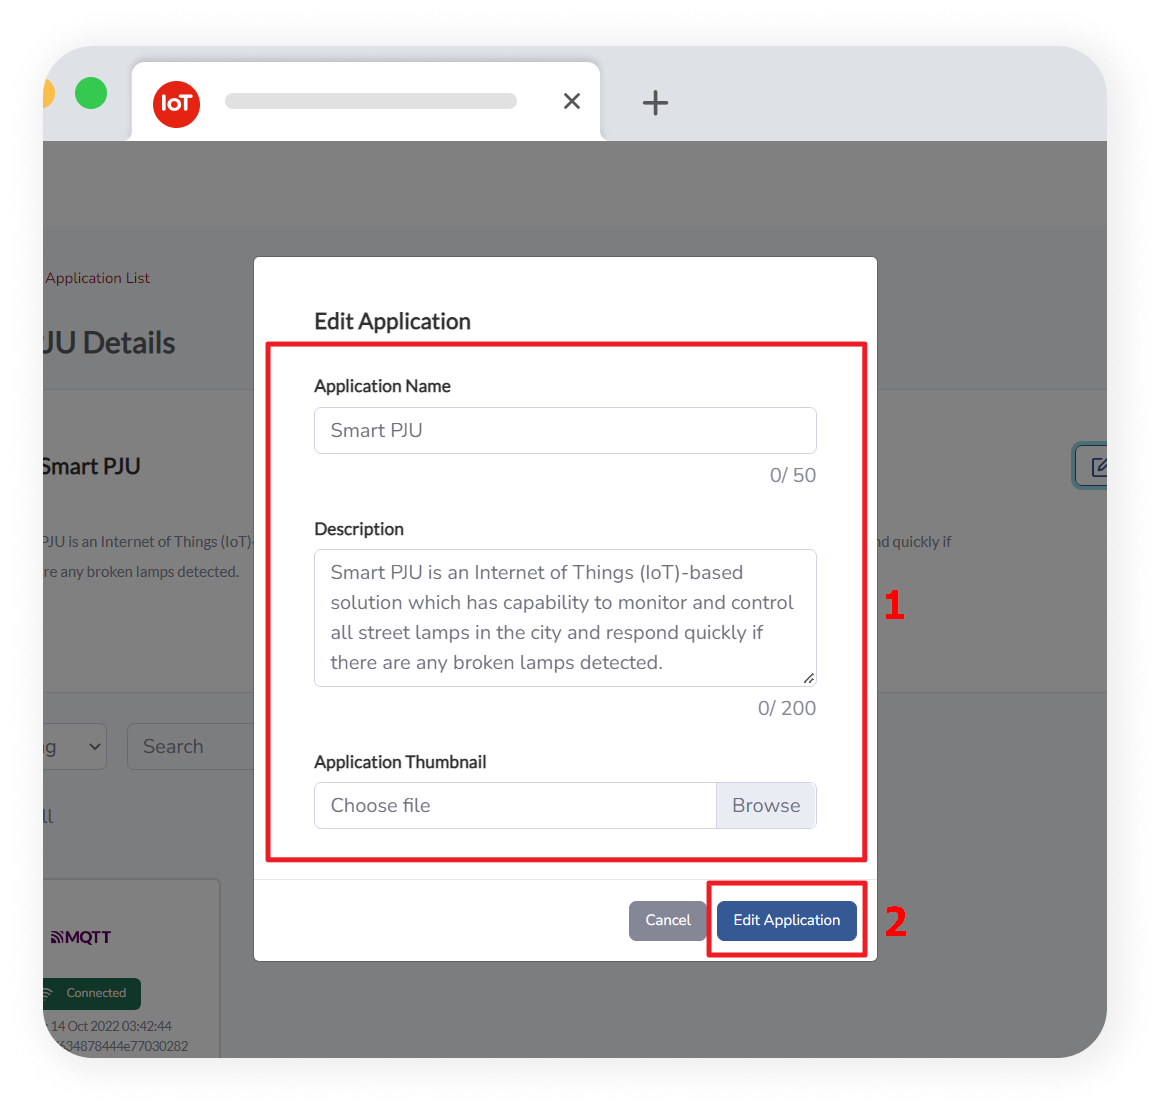 IoT
Application List
JU Details
Smart PJU
PJU is an Internet of Things (IoT)-
nd quickly if
re any broken lamps detected.
Search
Edit Application
Application Name
Smart PJU
0/ 50
Description
Smart PJU is an Internet of Things (IoT)-based
solution which has capability to monitor and control
all street lamps in the city and respond quickly if
there are any broken lamps detected.
0/ 200
Application Thumbnail
Choose file Browse
1
Cancel Edit Application
2
MQTT
Connected
14 Oct 2022 03:42:44
634878444e77030282